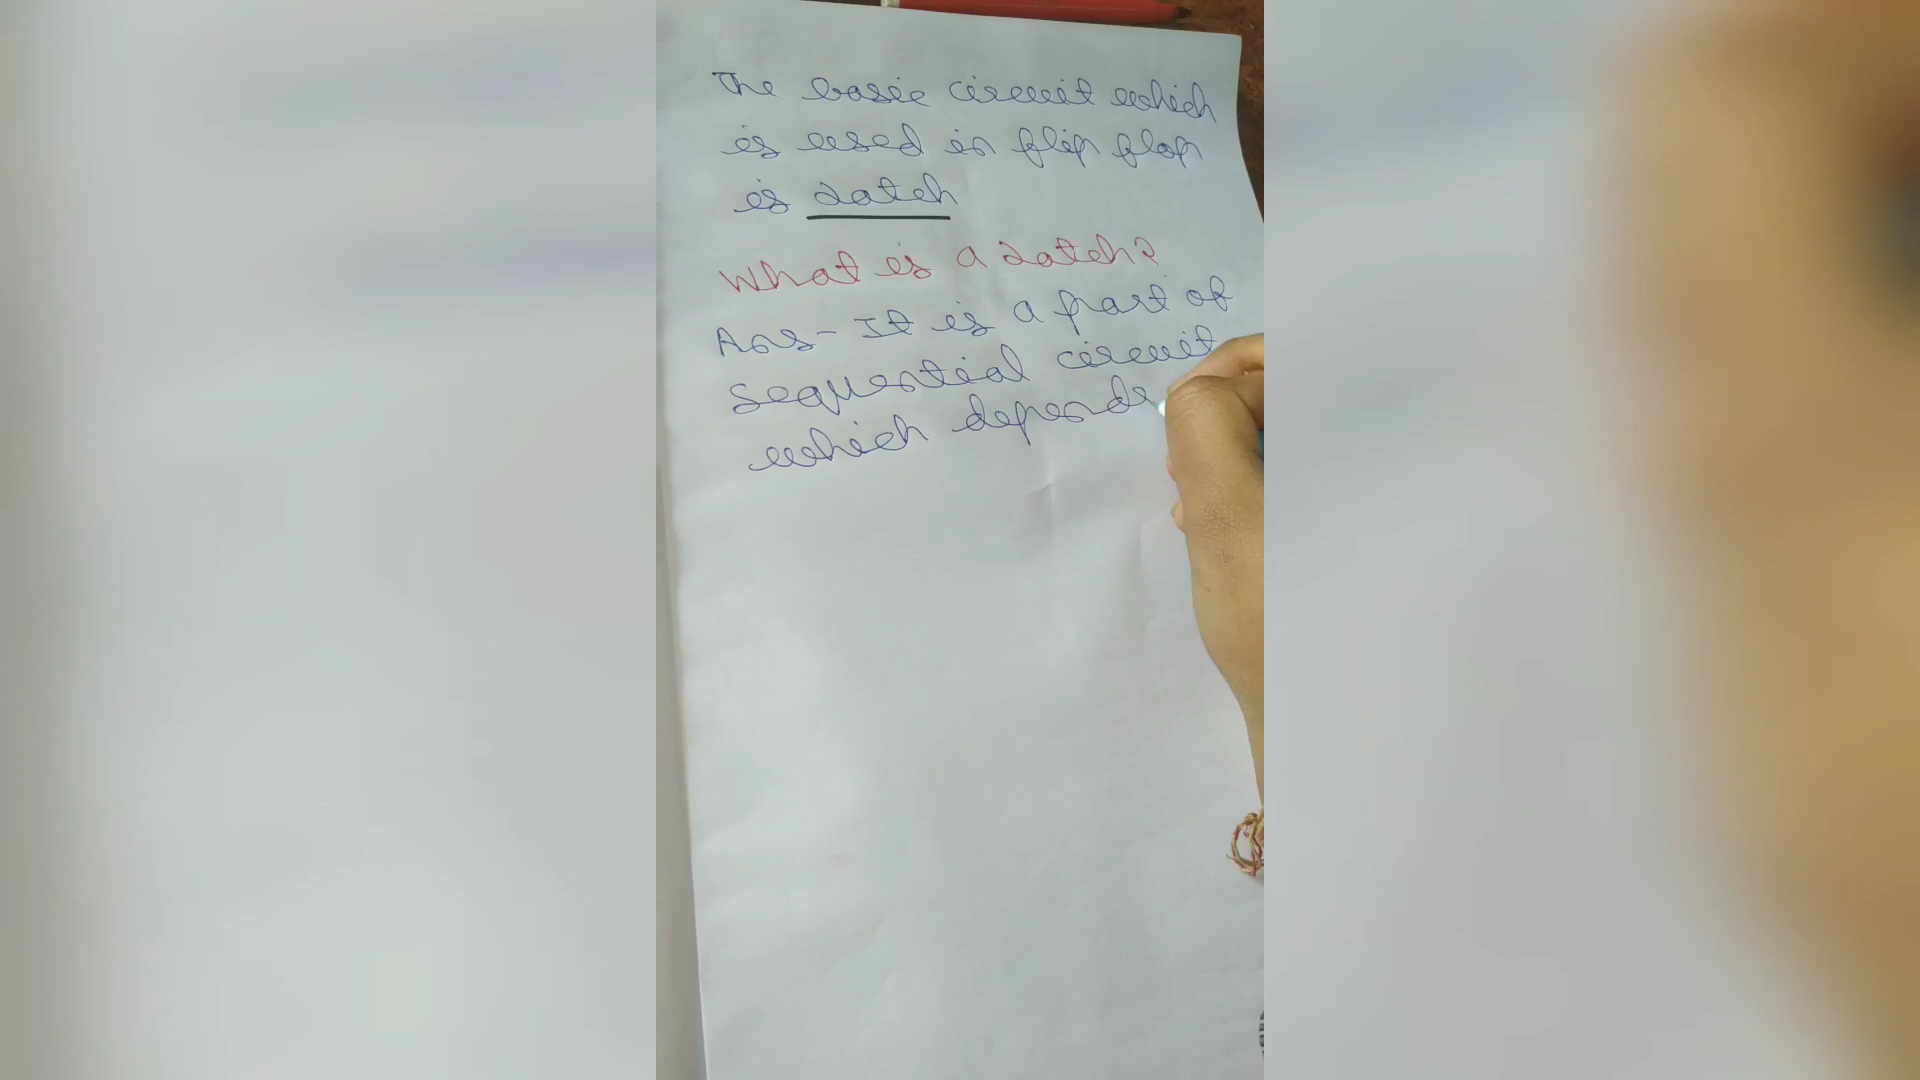 The basic circuit which
is used in flip flop
is Latch
What is a Latch?
Ans- It is a part of
sequential circuit
which depends